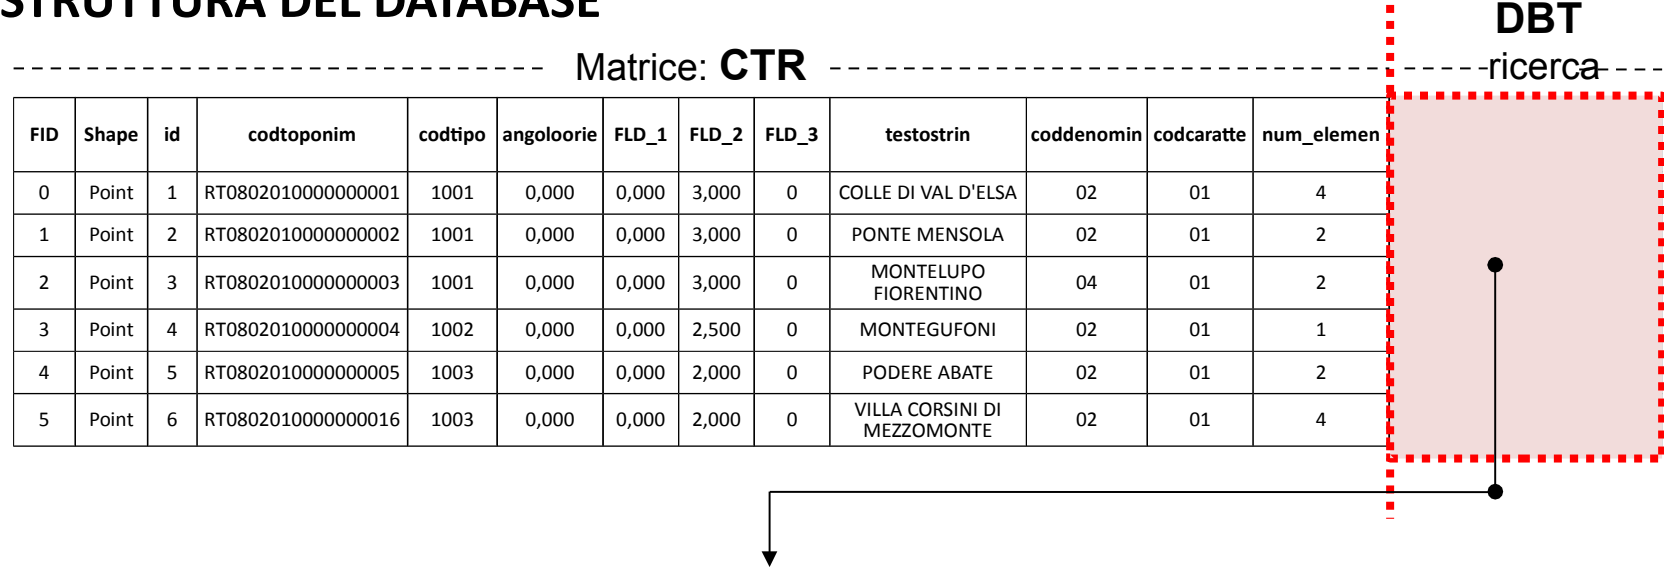 STRUTTURA DEL DATABASE
DBT
Matrice: CTR
ricerca
FID Shape id codtoponim codtipo angoloorie FLD_1 FLD_2 FLD_3 testostrin coddenomin codcaratte num_elemen
0 Point 1 RT0802010000000001 1001 0,000 0,000 3,000 0 COLLE DI VAL D'ELSA 02 01 4
1 Point 2 RT0802010000000002 1001 0,000 0,000 3,000 0 PONTE MENSOLA 02 01 2
2 Point 3 RT0802010000000003 1001 0,000 0,000 3,000 0 MONTELUPO FIORENTINO 04 01 2
3 Point 4 RT0802010000000004 1002 0,000 0,000 2,500 0 MONTEGUFONI 02 01 1
4 Point 5 RT0802010000000005 1003 0,000 0,000 2,000 0 PODERE ABATE 02 01 2
5 Point 6 RT0802010000000016 1003 0,000 0,000 2,000 0 VILLA CORSINI DI MEZZOMONTE 02 01 4